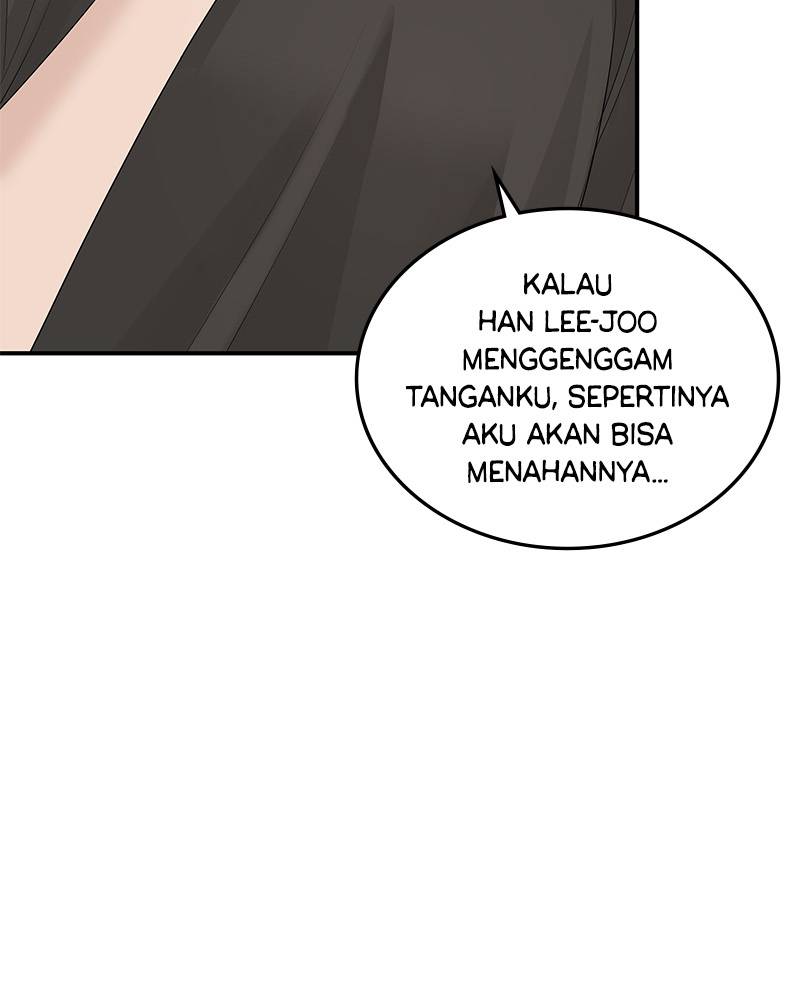 KALAU
HAN LEE-JOO
MENGGENGGAM
TANGANKU, SEPERTINYA
AKU AKAN BISA
MENAHANNYA...